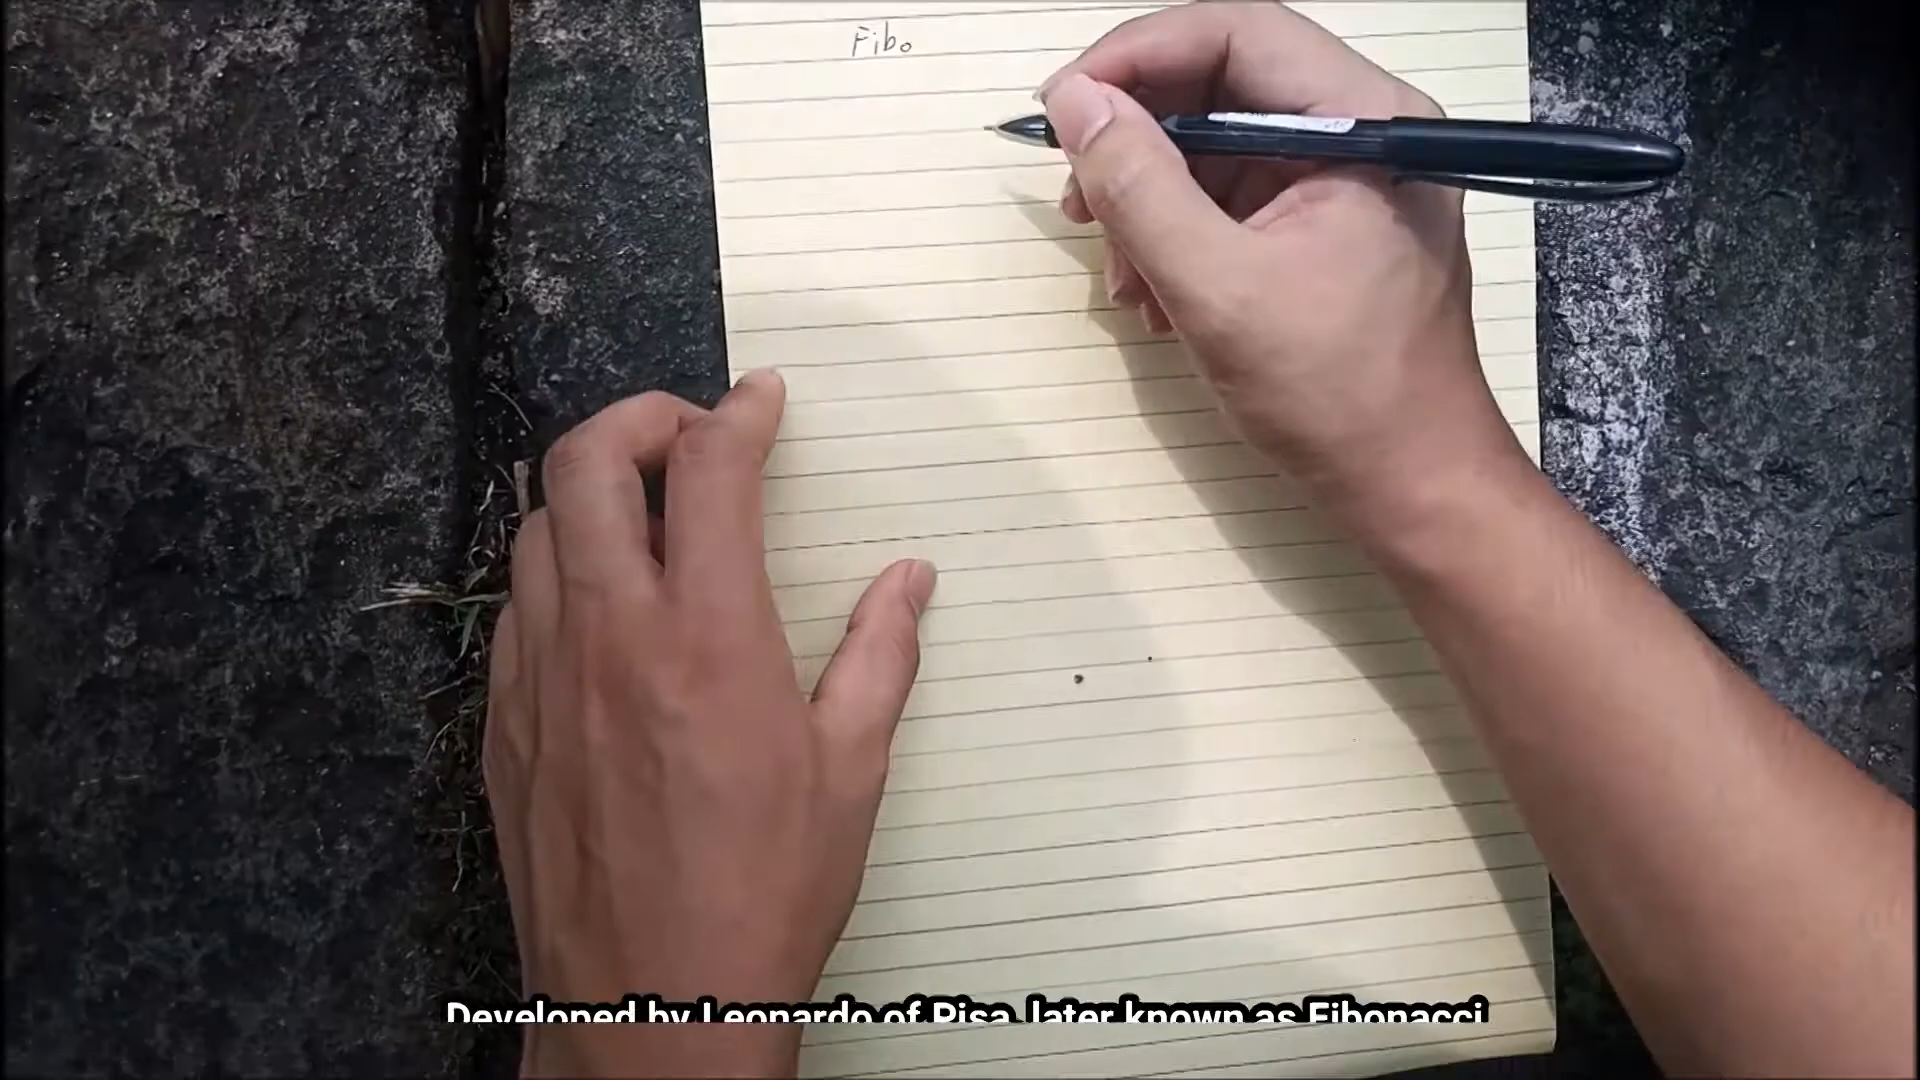 Fibo
Developed by Leonardo of Pisa, later known as Fibonacci